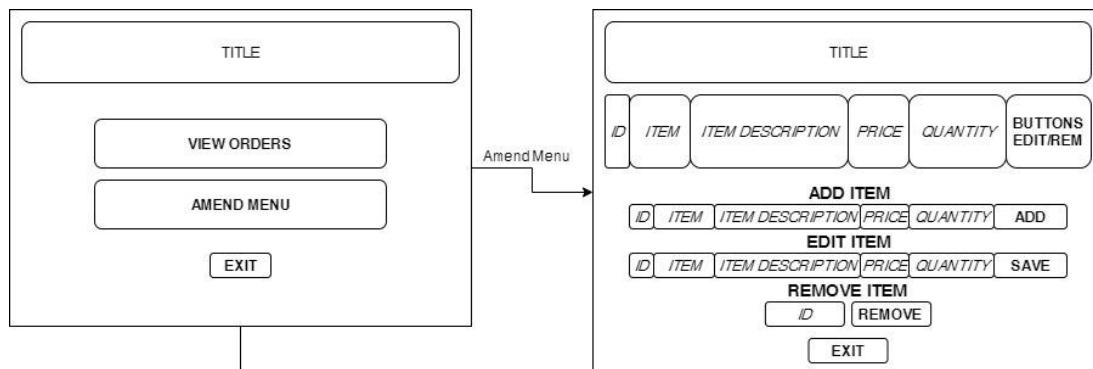 TITLE
VIEW ORDERS
AMEND MENU
EXIT
Amend Menu
TITLE
ID ITEM ITEM DESCRIPTION PRICE QUANTITY BUTTONS EDIT/REM
ADD ITEM
ID ITEM ITEM DESCRIPTION PRICE QUANTITY ADD
EDIT ITEM
ID ITEM ITEM DESCRIPTION PRICE QUANTITY SAVE
REMOVE ITEM
ID REMOVE
EXIT